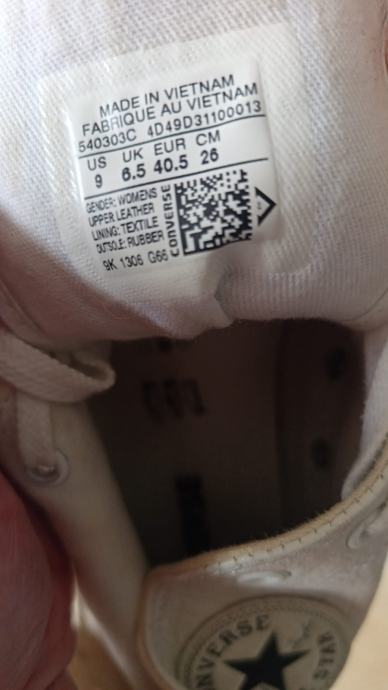 MADE IN VIETNAM
FABRIQUE AU VIETNAM
540303C 4D49D31100013
US UK EUR CM
9 6.5 40.5 26
GENDER: WOMENS
UPPER LEATHER
LINING: TEXTILE
OUTSOLE: RUBBER
CONVERSE
9K 1306 G66
CONVERSE
STAR